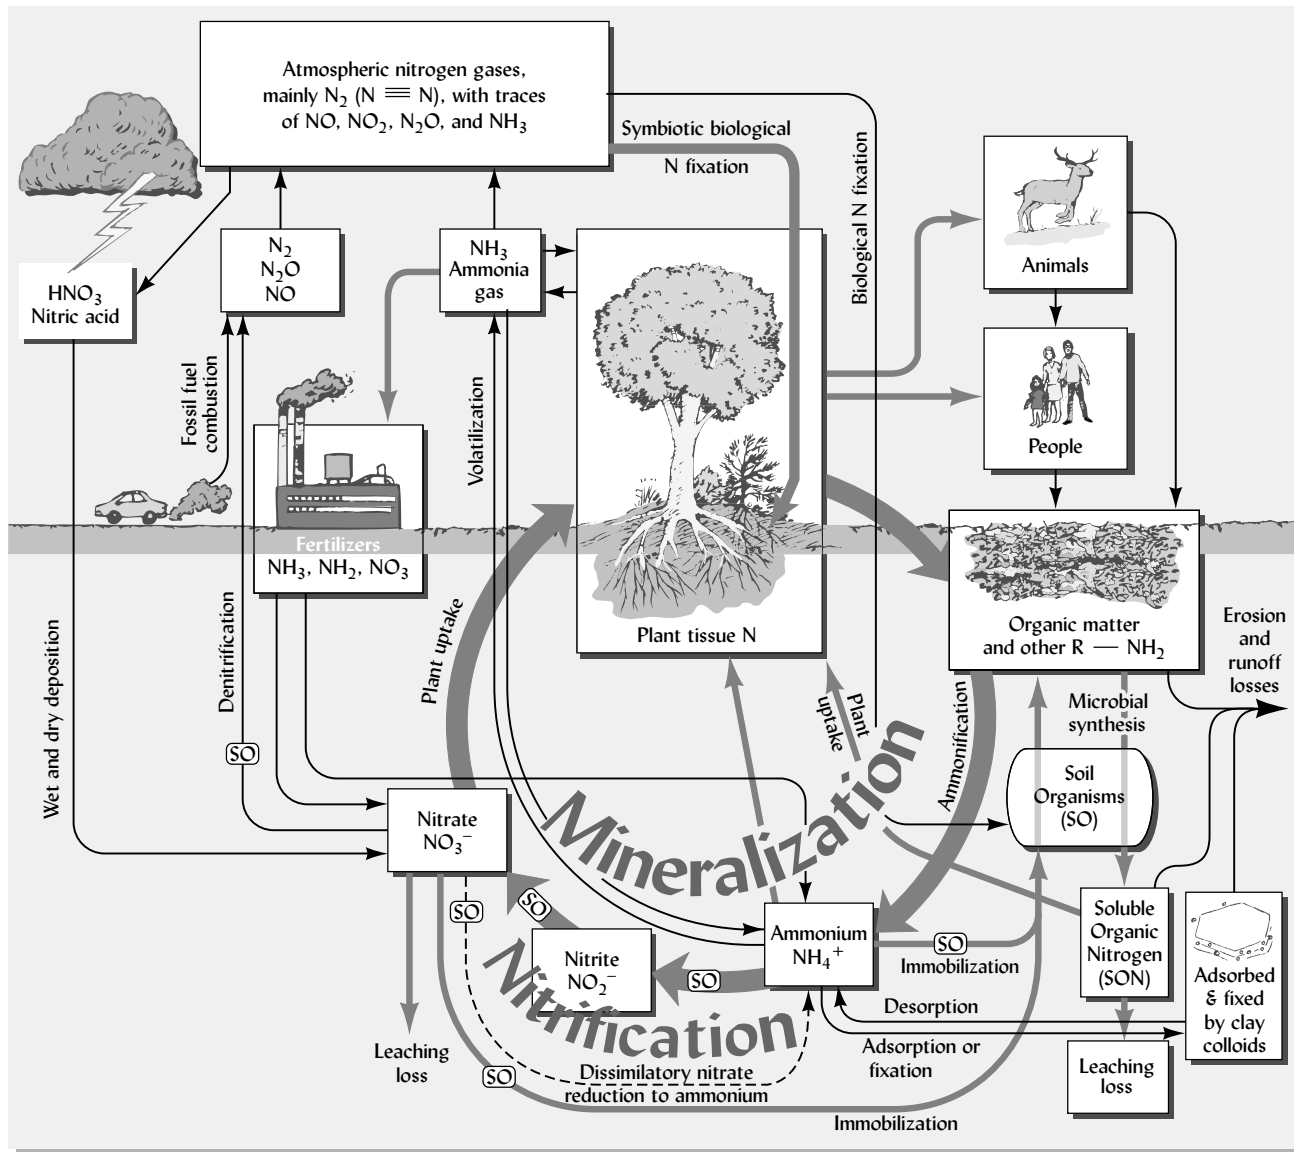 Atmospheric nitrogen gases,
mainly N₂ (N ≡ N), with traces
of NO, NO₂, N₂O, and NH₃
Symbiotic biological
N fixation
Biological N fixation
Animals
People
HNO₃
Nitric acid
N₂
N₂O
NO
NH₃
Ammonia
gas
Fossil fuel
combustion
Volatilization
Fertilizers
NH₃, NH₂, NO₃
Plant tissue N
Organic matter
and other R — NH₂
Erosion
and
runoff
losses
Wet and dry deposition
Denitrification
SO
Plant uptake
Plant
uptake
Ammonification
Microbial
synthesis
Soil
Organisms
(SO)
Mineralization
Nitrate
NO₃⁻
SO
SO
Nitrite
NO₂⁻
SO
Ammonium
NH₄⁺
SO
Immobilization
Soluble
Organic
Nitrogen
(SON)
Adsorbed
& fixed
by clay
colloids
Nitrification
Desorption
Adsorption or
fixation
Leaching
loss
SO
Dissimilatory nitrate
reduction to ammonium
Immobilization
Leaching
loss